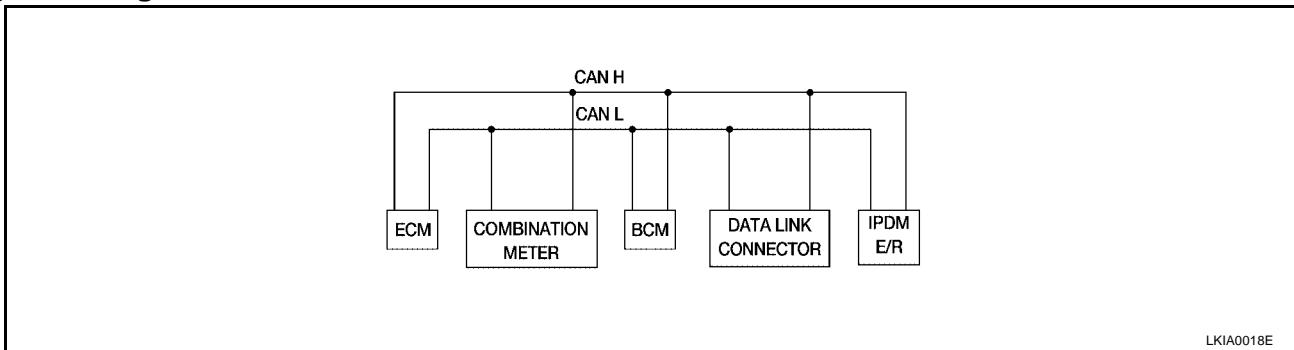 CAN H
CAN L
ECM
COMBINATION
METER
BCM
DATA LINK
CONNECTOR
IPDM
E/R
LKIA0018E